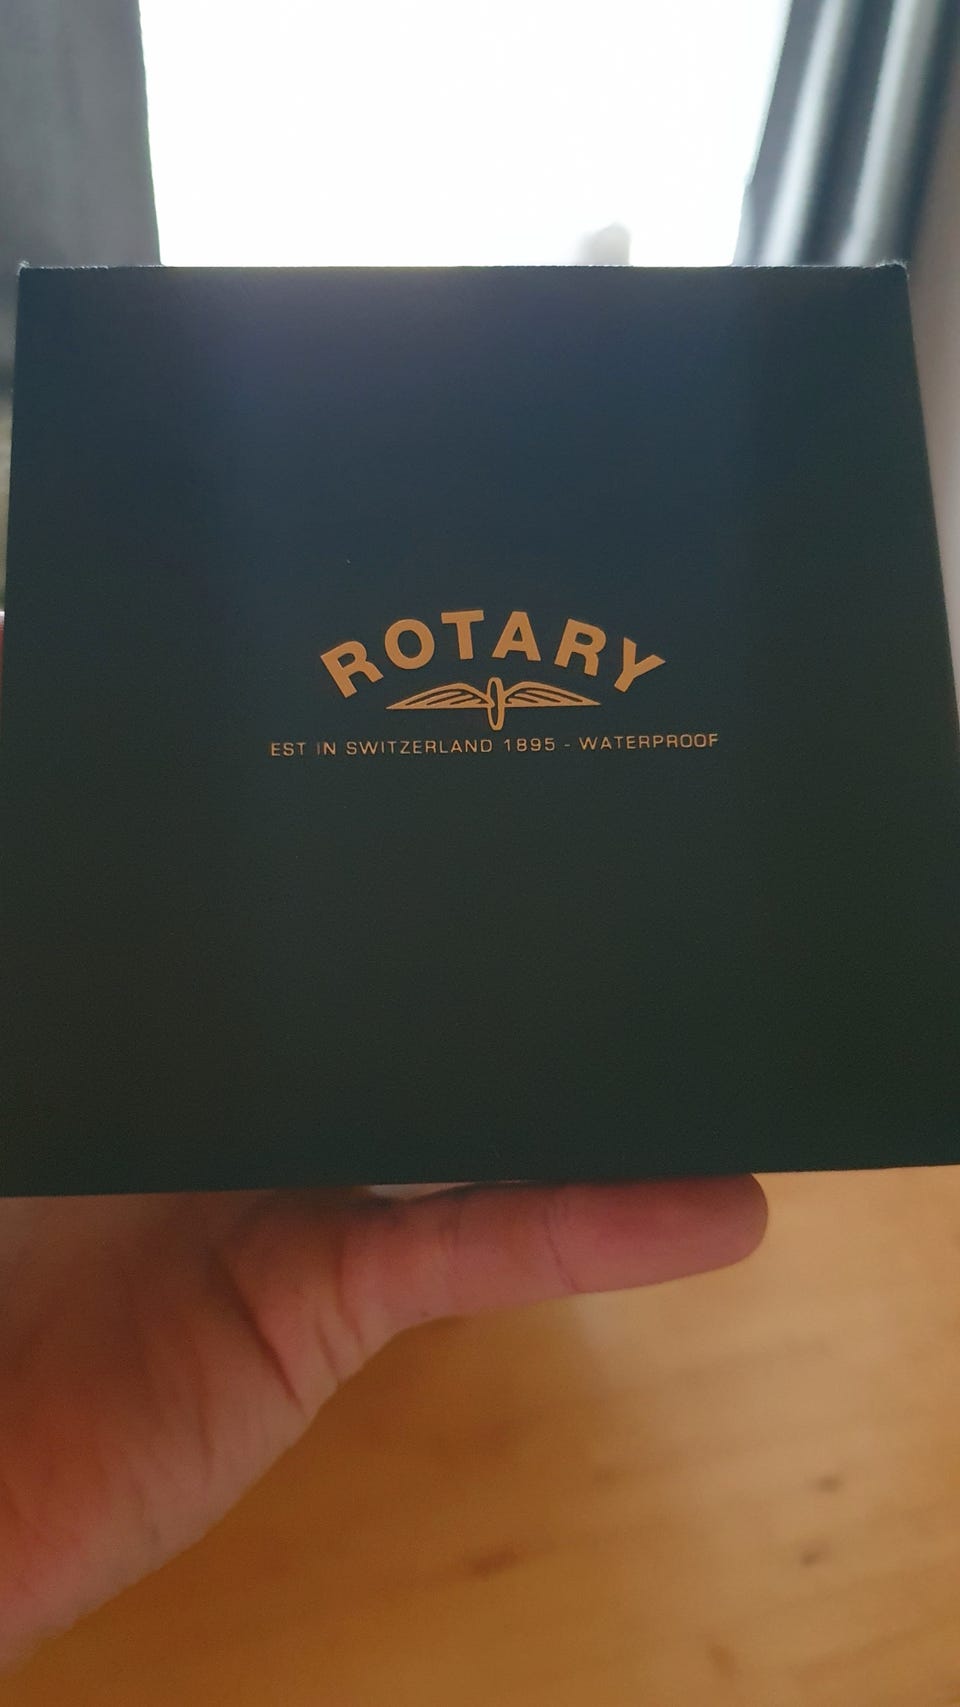 ROTARY
EST IN SWITZERLAND 1895 - WATERPROOF